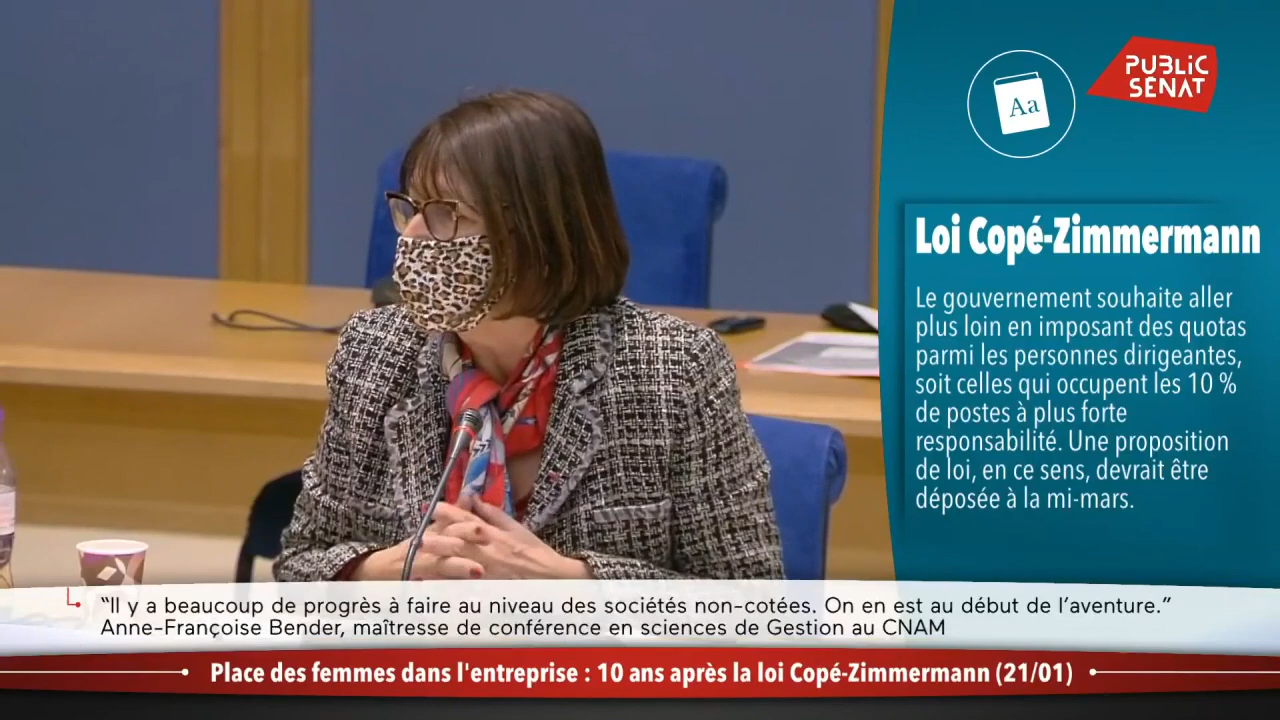 PUBLIC
SÉNAT
Aa
Loi Copé-Zimmermann
Le gouvernement souhaite aller
plus loin en imposant des quotas
parmi les personnes dirigeantes,
soit celles qui occupent les 10 %
de postes à plus forte
responsabilité. Une proposition
de loi, en ce sens, devrait être
déposée à la mi-mars.
“Il y a beaucoup de progrès à faire au niveau des sociétés non-cotées. On en est au début de l’aventure.”
Anne-Françoise Bender, maîtresse de conférence en sciences de Gestion au CNAM
Place des femmes dans l'entreprise : 10 ans après la loi Copé-Zimmermann (21/01)